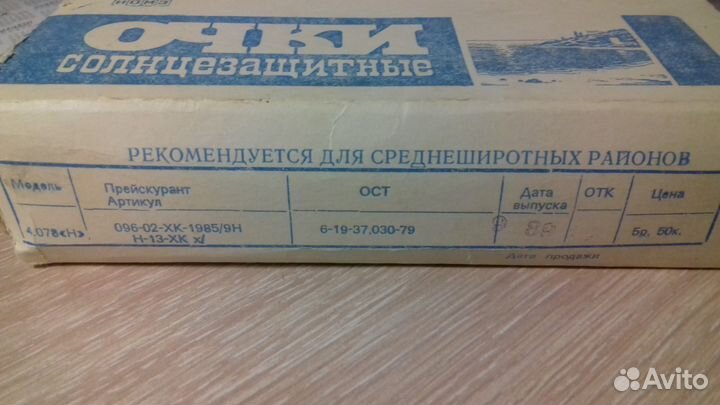 НОМЗ
ОЧКИ
СОЛНЦЕЗАЩИТНЫЕ
РЕКОМЕНДУЕТСЯ ДЛЯ СРЕДНЕШИРОТНЫХ РАЙОНОВ
Модель Прейскурант Артикул ОСТ Дата выпуска ОТК Цена
4.078<Н> 096-02-ХК-1985/9Н Н-13-ХК х/ 6-19-37.030-79 5р. 50к.
Дата продажи
Avito